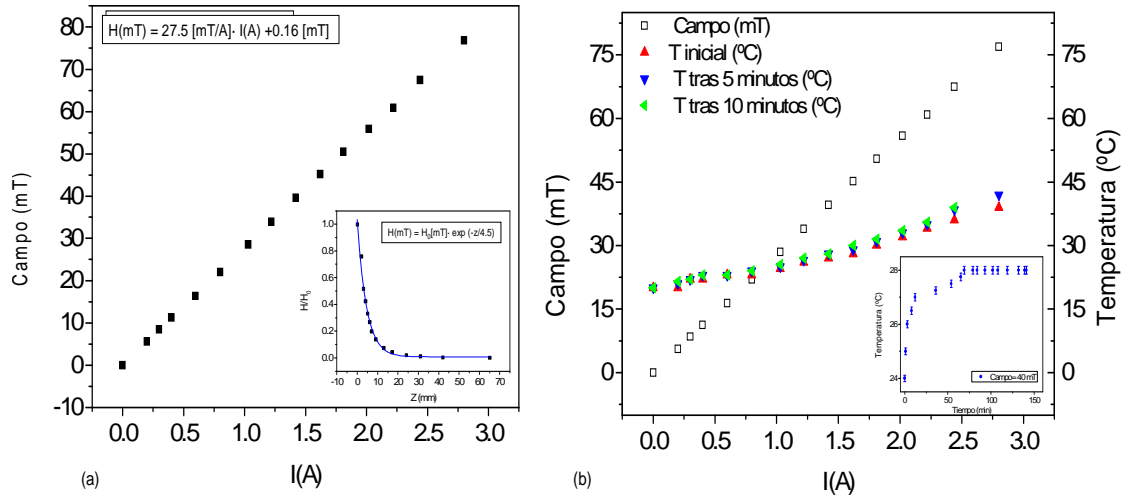 H(mT) = 27.5 [mT/A]· I(A) +0.16 [mT]
Campo (mT)
80
70
60
50
40
30
20
10
0
-10
0.0 0.5 1.0 1.5 2.0 2.5 3.0
I(A)
(a)
H(mT) = H0[mT]· exp (-z/4.5)
H/H0
1.0
0.8
0.6
0.4
0.2
0.0
-10 0 10 20 30 40 50 60 70
Z (mm)
Campo (mT)
T inicial (ºC)
T tras 5 minutos (ºC)
T tras 10 minutos (ºC)
Campo (mT)
75
60
45
30
15
0
Temperatura (ºC)
75
60
45
30
15
0
0.0 0.5 1.0 1.5 2.0 2.5 3.0
I(A)
(b)
Temperatura (ºC)
28
26
24
Campo=40 mT
0 50 100 150
Tiempo (min)